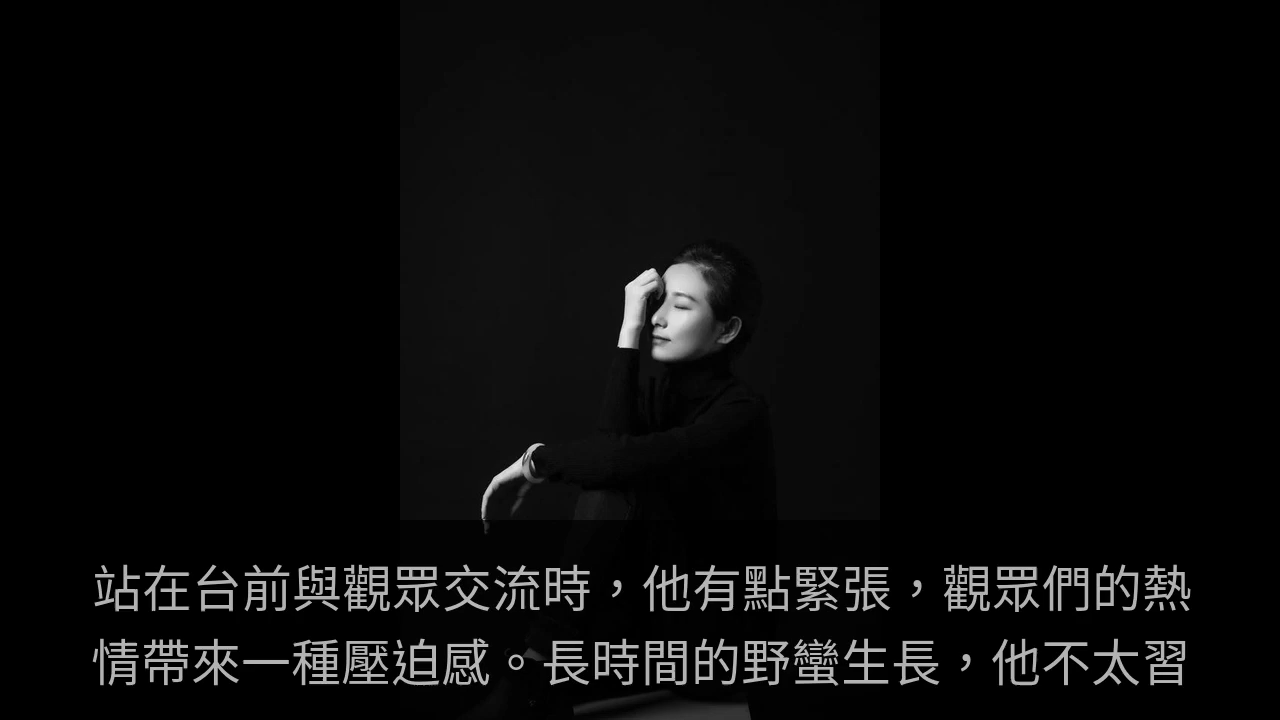 站在台前與觀眾交流時，他有點緊張，觀眾們的熱
情帶來一種壓迫感。長時間的野蠻生長，他不太習